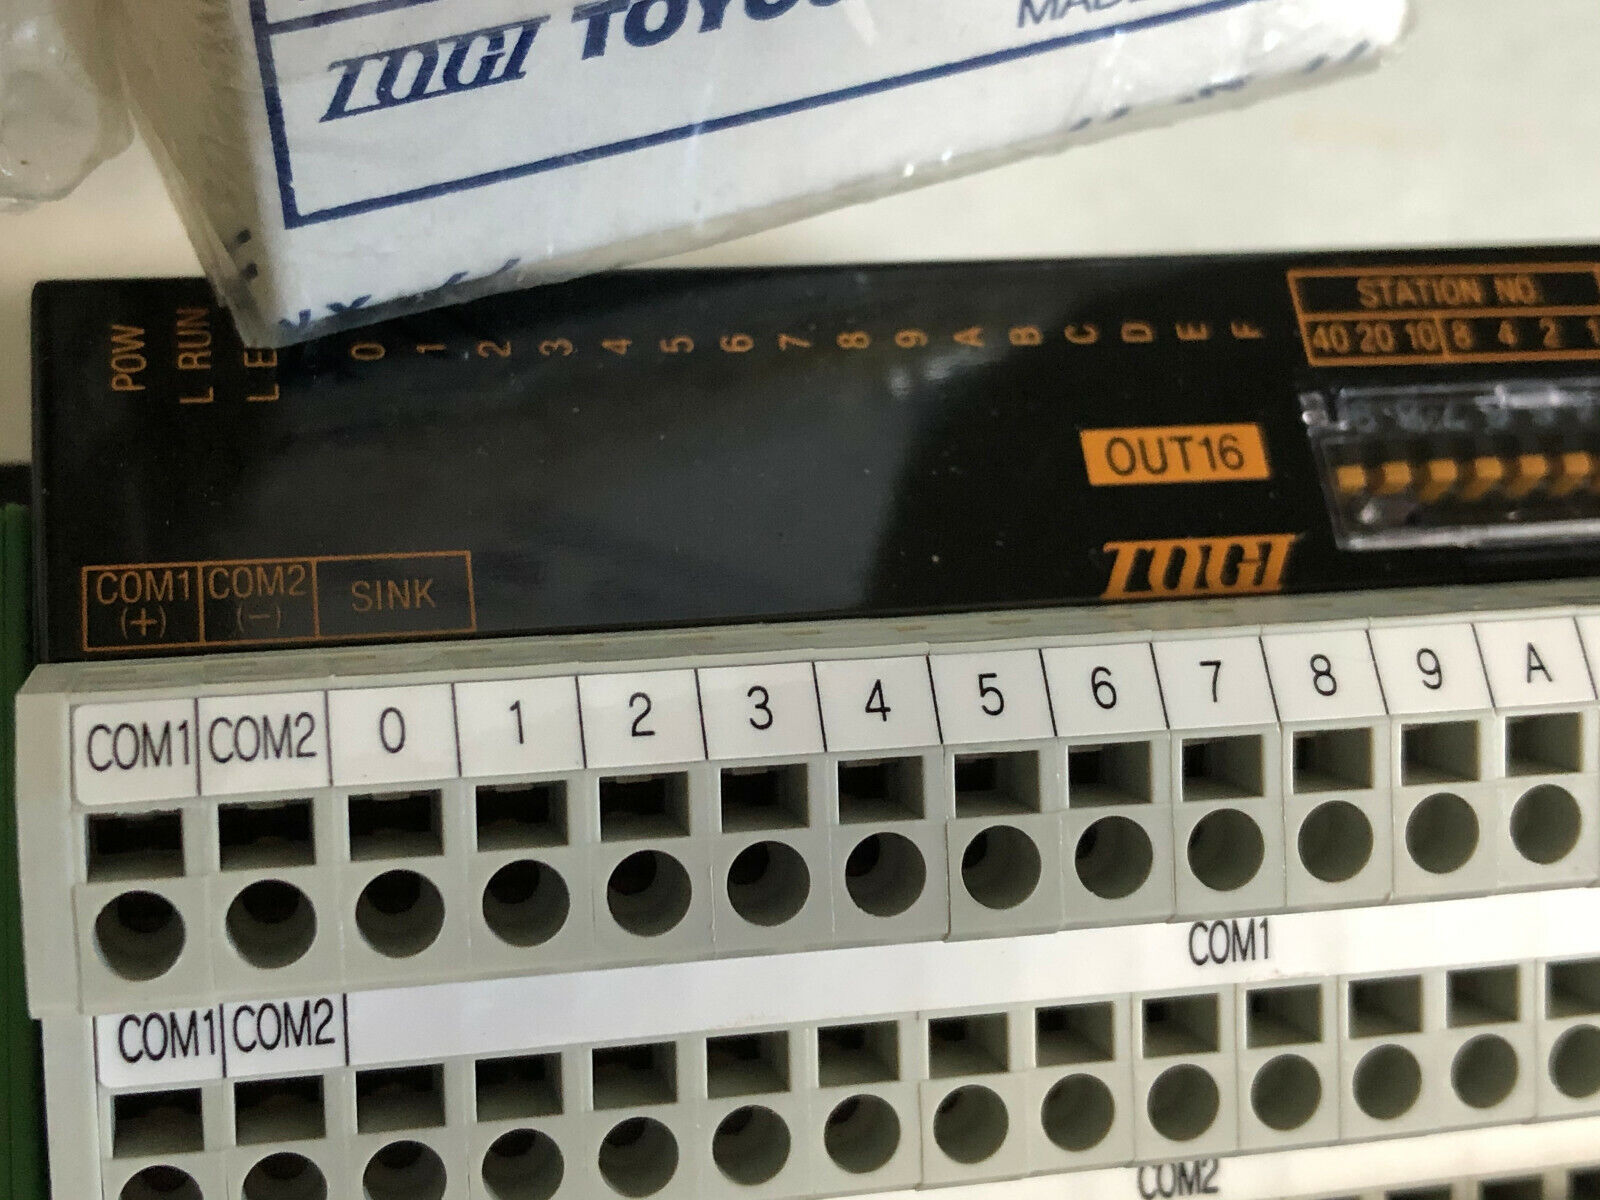 TOGI TOYO
MADE
POW
L RUN
0 1 2 3 4 5 6 7 8 9 A B C D E F
STATION NO.
40 20 10 8 4 2 1
OUT16
TOGI
COM1 COM2 SINK
(+) (−)
COM1 COM2 0 1 2 3 4 5 6 7 8 9 A
COM1
COM1 COM2
COM2